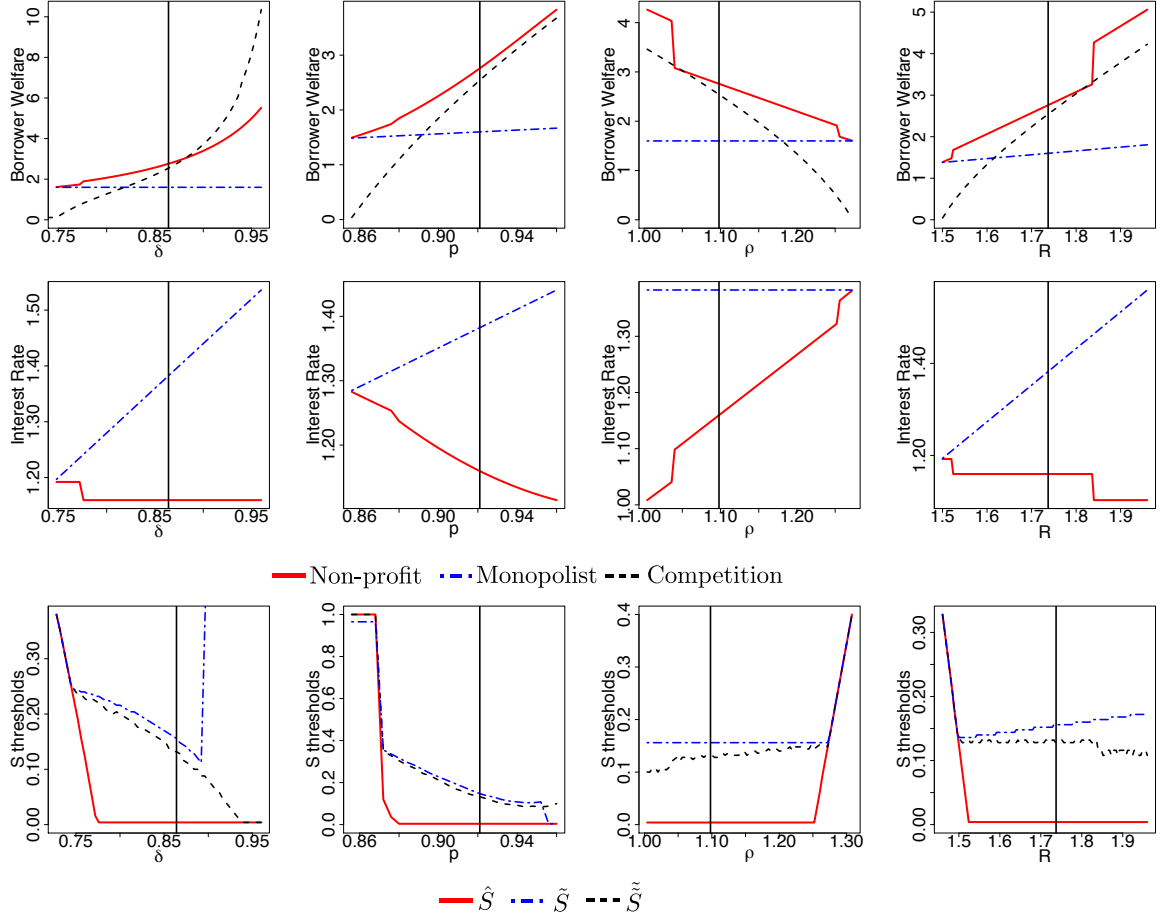 Borrower Welfare
0 2 4 6 8 10
0.75 0.85 0.95
δ
Borrower Welfare
0 1 2 3
0.86 0.90 0.94
p
Borrower Welfare
0 1 2 3 4
1.00 1.10 1.20
ρ
Borrower Welfare
0 1 2 3 4 5
1.5 1.6 1.7 1.8 1.9
R
Interest Rate
1.20 1.30 1.40 1.50
0.75 0.85 0.95
δ
Interest Rate
1.20 1.30 1.40
0.86 0.90 0.94
p
Interest Rate
1.00 1.10 1.20 1.30
1.00 1.10 1.20
ρ
Interest Rate
1.20 1.40
1.5 1.6 1.7 1.8 1.9
R
Non-profit Monopolist Competition
S thresholds
0.00 0.10 0.20 0.30
0.75 0.85 0.95
δ
S thresholds
0.0 0.2 0.4 0.6 0.8 1.0
0.86 0.90 0.94
p
S thresholds
0.0 0.1 0.2 0.3 0.4
1.00 1.10 1.20 1.30
ρ
S thresholds
0.00 0.10 0.20 0.30
1.5 1.6 1.7 1.8 1.9
R
Ŝ S̃ S̃̃